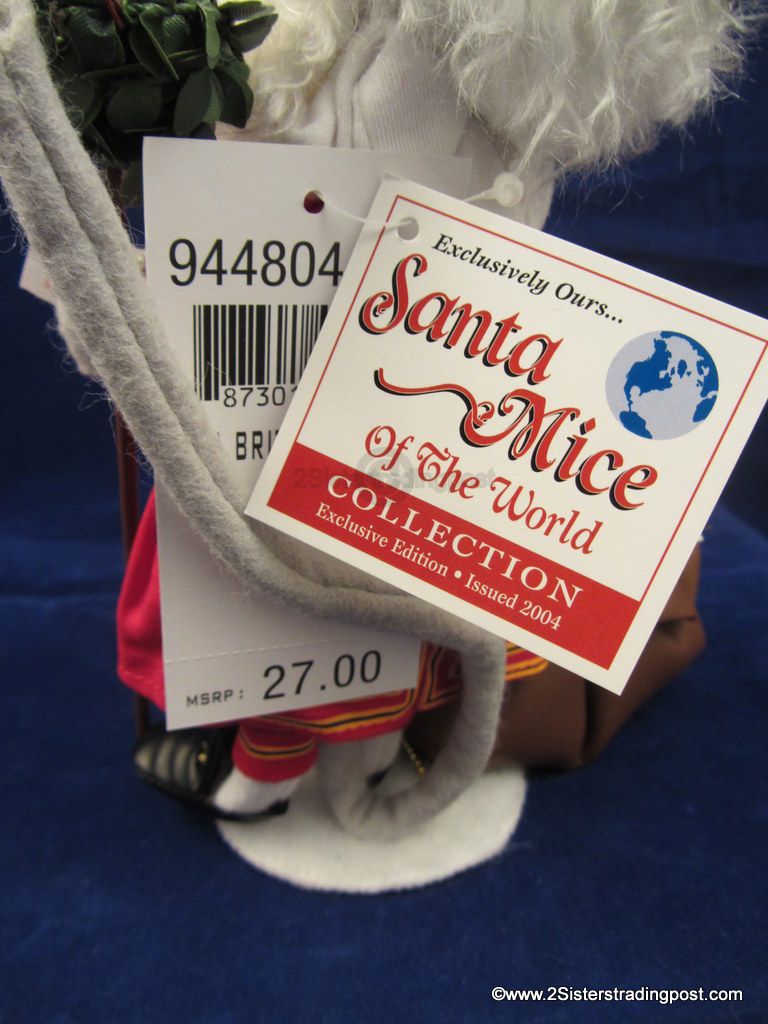 944804
87301
BRI
MSRP: 27.00
Exclusively Ours...
Santa
Mice
Of The World
COLLECTION
Exclusive Edition • Issued 2004
©www.2Sisterstradingpost.com